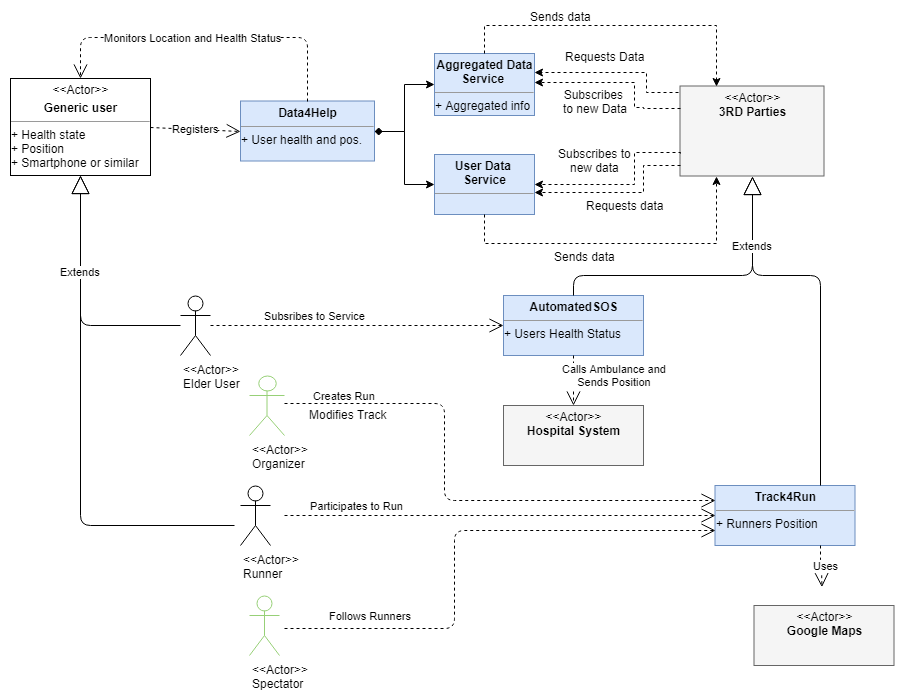 Sends data
Monitors Location and Health Status
<<Actor>>
Generic user
+ Health state
+ Position
+ Smartphone or similar
Registers
Data4Help
+ User health and pos.
Aggregated Data
Service
+ Aggregated info
Requests Data
Subscribes
to new Data
<<Actor>>
3RD Parties
User Data
Service
Subscribes to
new data
Requests data
Sends data
Extends
Extends
<<Actor>>
Elder User
Subsribes to Service
AutomatedSOS
+ Users Health Status
Calls Ambulance and
Sends Position
<<Actor>>
Hospital System
<<Actor>>
Organizer
Creates Run
Modifies Track
<<Actor>>
Runner
Participates to Run
Track4Run
+ Runners Position
Uses
<<Actor>>
Google Maps
<<Actor>>
Spectator
Follows Runners